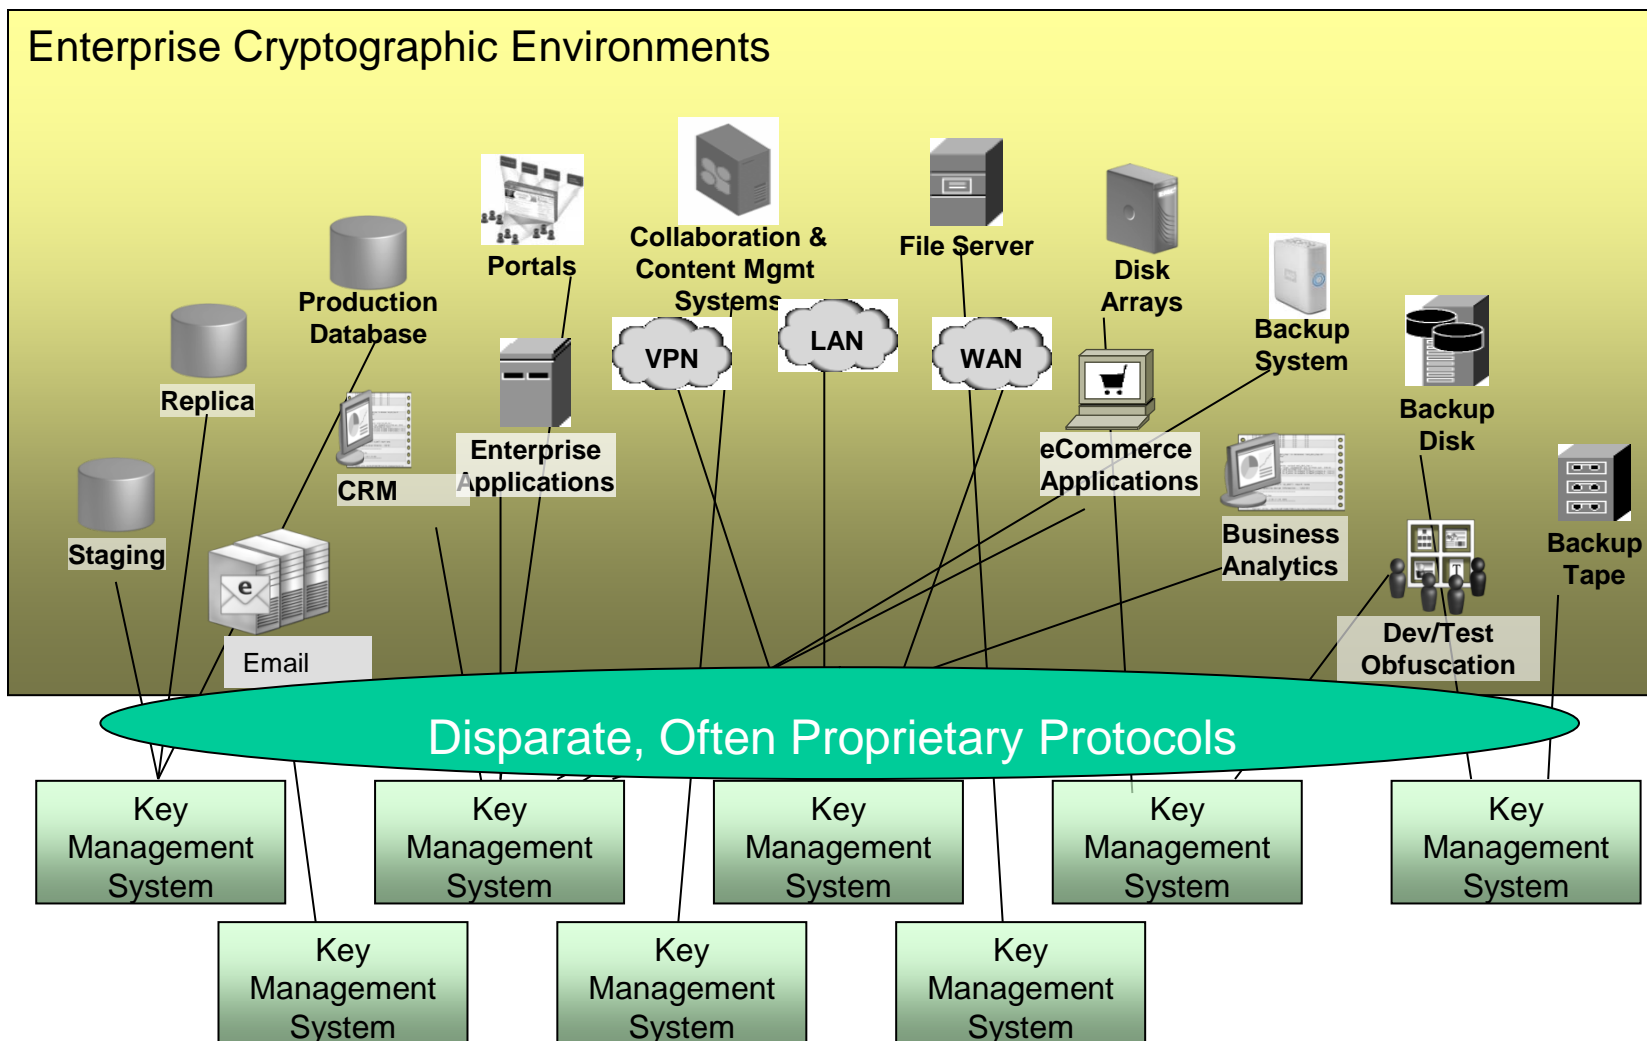 Enterprise Cryptographic Environments
Portals
Collaboration &
Content Mgmt
Systems
File Server
Disk
Arrays
Production
Database
Backup
System
VPN
LAN
WAN
Replica
CRM
Enterprise
Applications
eCommerce
Applications
Backup
Disk
Staging
e
Email
Business
Analytics
T
Dev/Test
Obfuscation
Backup
Tape
Disparate, Often Proprietary Protocols
Key
Management
System
Key
Management
System
Key
Management
System
Key
Management
System
Key
Management
System
Key
Management
System
Key
Management
System
Key
Management
System